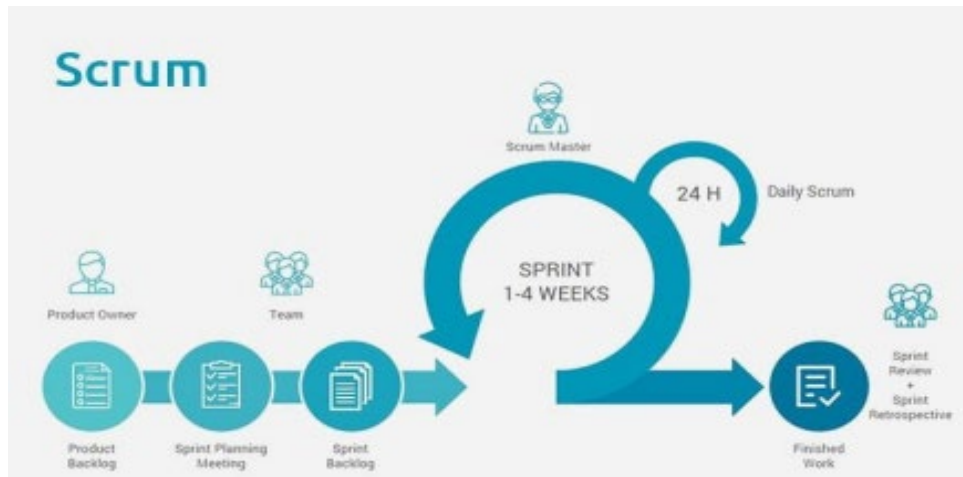 Scrum
Scrum Master
24 H
Daily Scrum
SPRINT
1-4 WEEKS
Product Owner
Team
Sprint
Review
+
Sprint
Retrospective
Product
Backlog
Sprint Planning
Meeting
Sprint
Backlog
Finished
Work